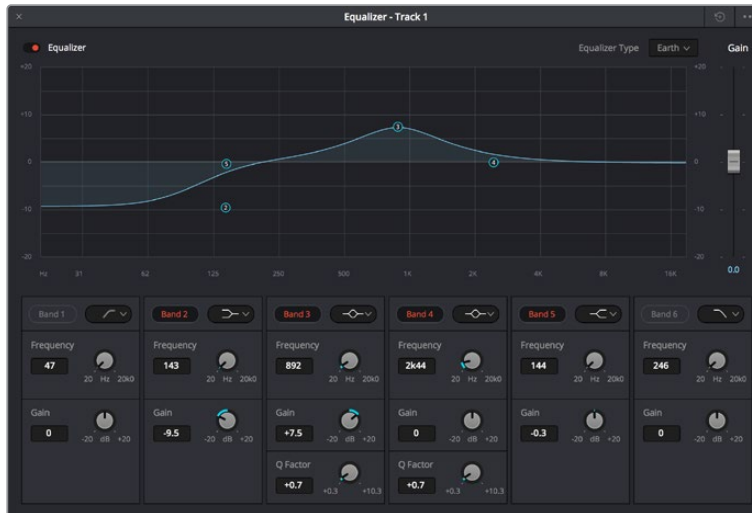 Equalizer - Track 1
Equalizer Equalizer Type Earth Gain
+20 +20
+10 +10
0 0
-10 -10
-20 -20
5 3 4 2
Hz 31 62 125 250 500 1K 2K 4K 8K 16K
0.0
Band 1 Band 2 Band 3 Band 4 Band 5 Band 6
Frequency Frequency Frequency Frequency Frequency Frequency
47 143 892 2k44 144 246
20 Hz 20k0 20 Hz 20k0 20 Hz 20k0 20 Hz 20k0 20 Hz 20k0 20 Hz 20k0
Gain Gain Gain Gain Gain Gain
0 -9.5 +7.5 0 -0.3 0
-20 dB +20 -20 dB +20 -20 dB +20 -20 dB +20 -20 dB +20 -20 dB +20
Q Factor Q Factor
+0.7 +0.7
+0.3 +10.3 +0.3 +10.3